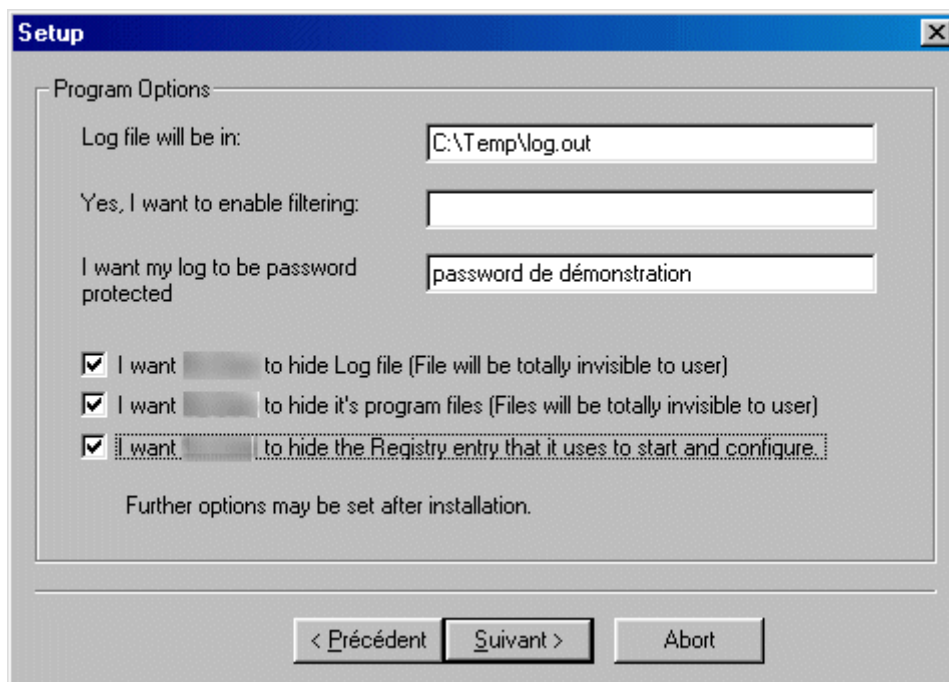 Setup
Program Options
Log file will be in:
C:\Temp\log.out
Yes, I want to enable filtering:
I want my log to be password
protected
password de démonstration
I want to hide Log file (File will be totally invisible to user)
I want to hide it's program files (Files will be totally invisible to user)
I want to hide the Registry entry that it uses to start and configure.
Further options may be set after installation.
< Précédent
Suivant >
Abort